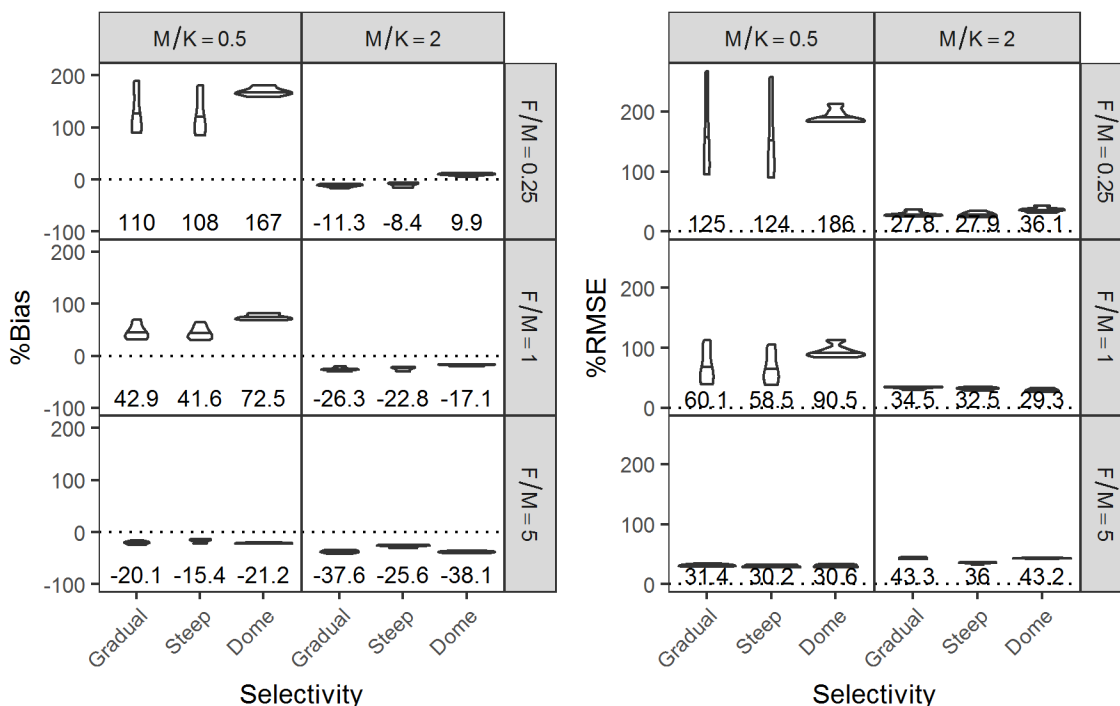 M/K = 0.5 M/K = 2
200
100
0
-100
110 108 167 -11.3 -8.4 9.9
F/M = 0.25
200
100
0
-100
42.9 41.6 72.5 -26.3 -22.8 -17.1
F/M = 1
200
100
0
-100
-20.1 -15.4 -21.2 -37.6 -25.6 -38.1
F/M = 5
%Bias
Gradual Steep Dome Gradual Steep Dome
Selectivity
M/K = 0.5 M/K = 2
200
100
0
125 124 186 27.8 27.9 36.1
F/M = 0.25
200
100
0
60.1 58.5 90.5 34.5 32.5 29.3
F/M = 1
200
100
0
31.4 30.2 30.6 43.3 36 43.2
F/M = 5
%RMSE
Gradual Steep Dome Gradual Steep Dome
Selectivity